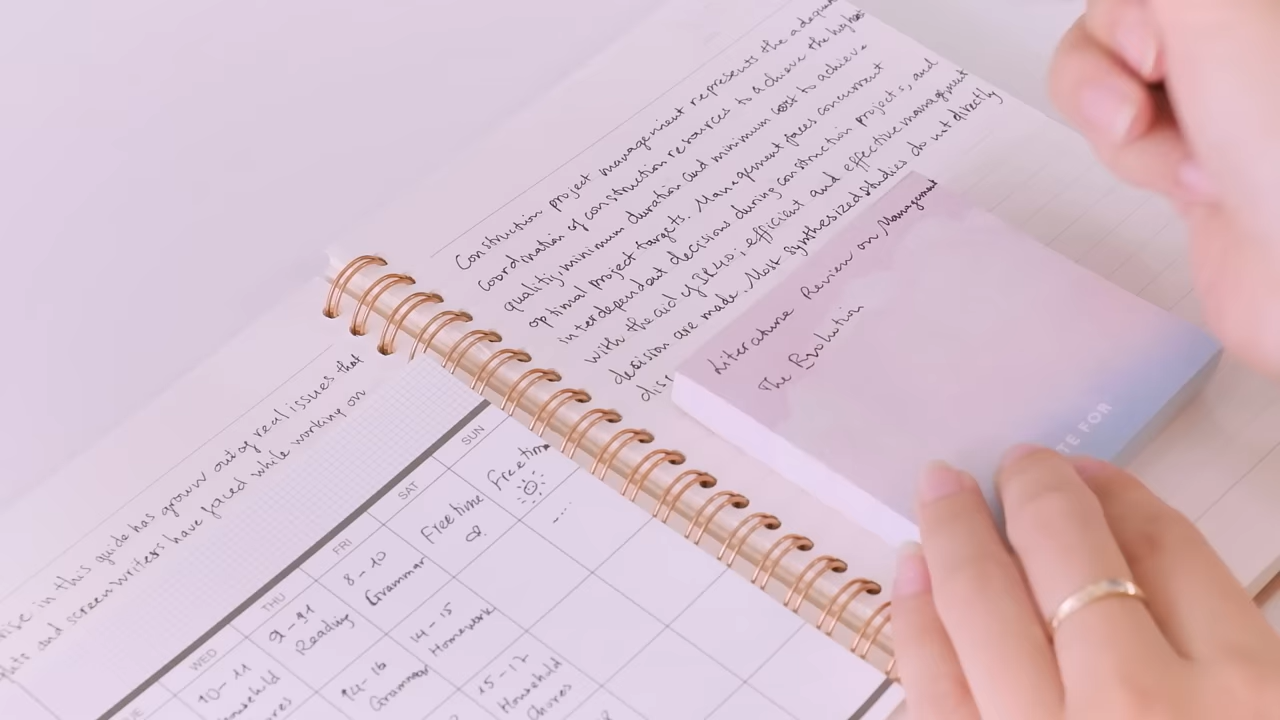 Construction project management represents the adequate
coordination of construction resources to achieve the highest
quality, minimum duration and minimum cost to achieve
optimal project targets. Management faces concurrent
interdependent decisions during construction projects, and
with the aid of efficient and effective management
decision are made. Most synthesized studies do not directly
Literature Review on Management
The Evolution
TE FOR
in this guide has grown out of real issues that
and screenwriters have faced while working on
SUN
Free time
SAT
Free time
FRI
8-10
Grammar
14-15
Homework
15-17
Household
chores
THU
9-11
Reading
14-16
Grammar
WED
10-11